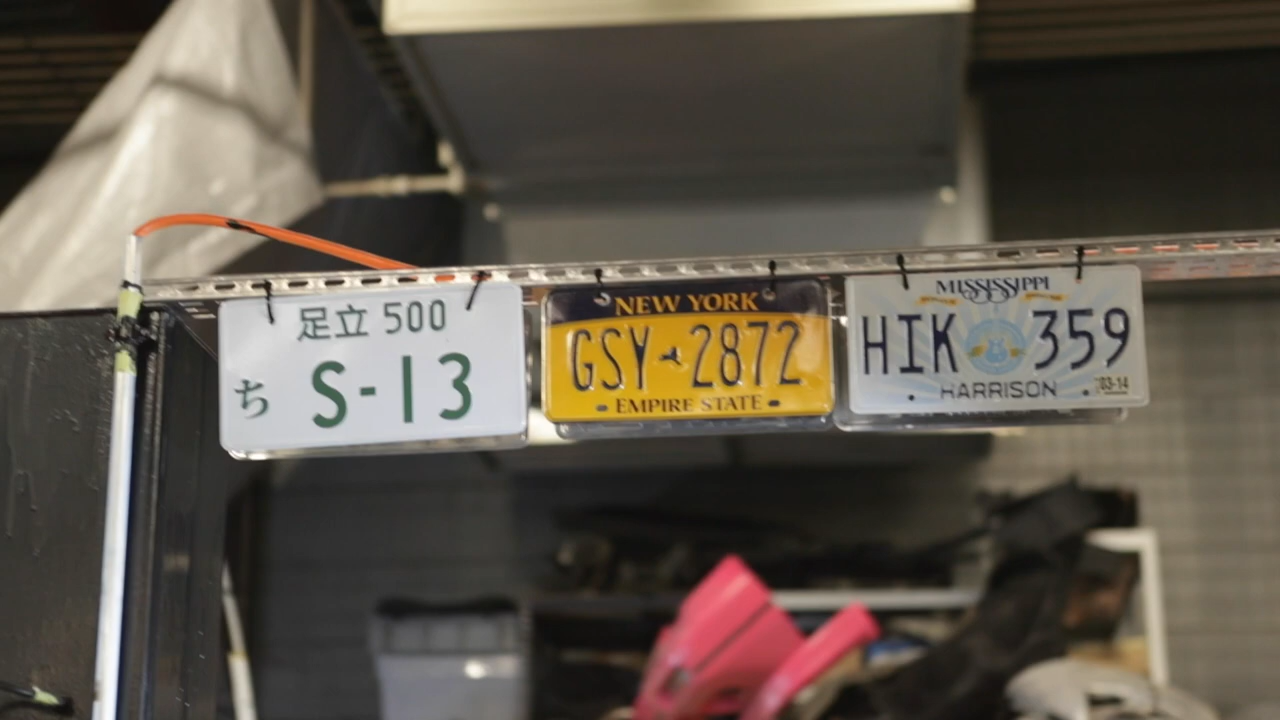 足立 500
ち S-13
NEW YORK
GSY 2872
EMPIRE STATE
MISSISSIPPI
HIK 359
HARRISON
03-14